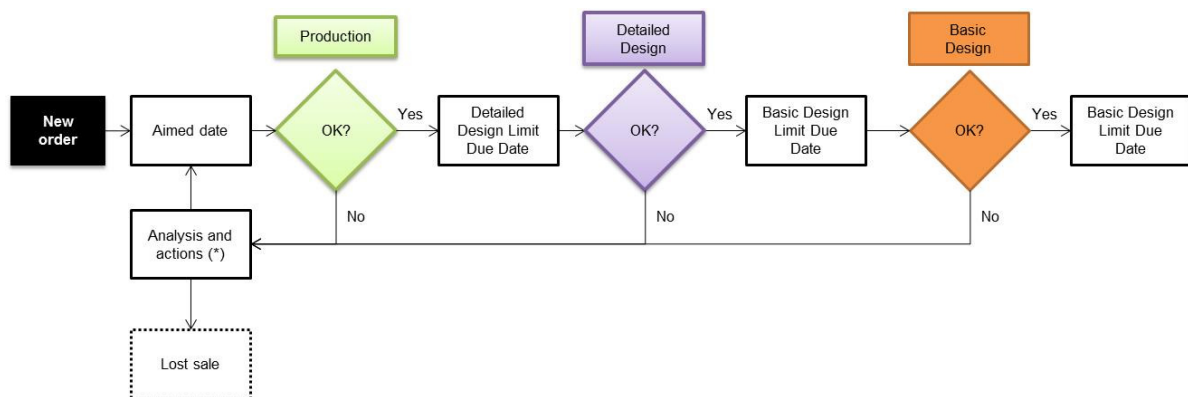 Production
Detailed
Design
Basic
Design
New
order
Aimed date
OK?
Yes
Detailed
Design Limit
Due Date
OK?
Yes
Basic Design
Limit Due
Date
OK?
Yes
Basic Design
Limit Due
Date
No
No
No
Analysis and
actions (*)
Lost sale